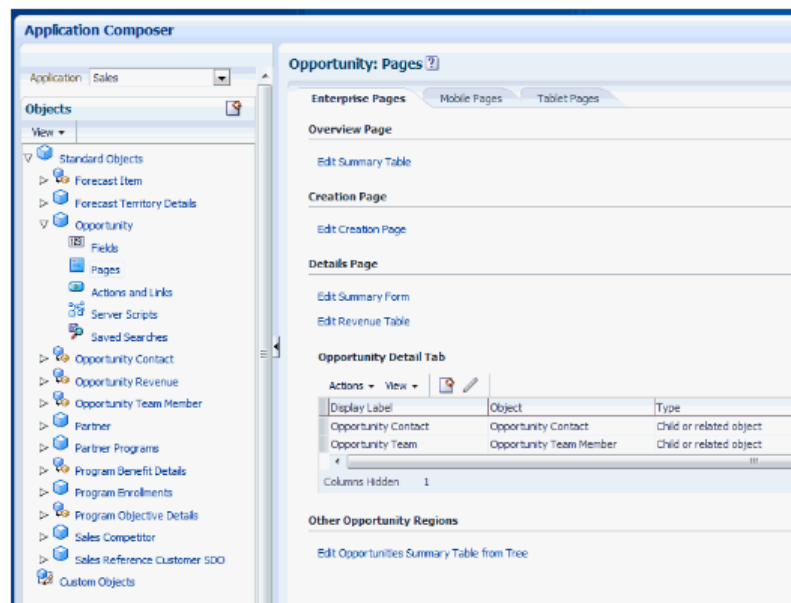 Application Composer
Application Sales
Objects
View
Standard Objects
Forecast Item
Forecast Territory Details
Opportunity
Fields
Pages
Actions and Links
Server Scripts
Saved Searches
Opportunity Contact
Opportunity Revenue
Opportunity Team Member
Partner
Partner Programs
Program Benefit Details
Program Enrollments
Program Objective Details
Sales Competitor
Sales Reference Customer SDO
Custom Objects
Opportunity: Pages ?
Enterprise Pages Mobile Pages Tablet Pages
Overview Page
Edit Summary Table
Creation Page
Edit Creation Page
Details Page
Edit Summary Form
Edit Revenue Table
Opportunity Detail Tab
Actions View
Display Label Object Type
Opportunity Contact Opportunity Contact Child or related object
Opportunity Team Opportunity Team Member Child or related object
Columns Hidden 1
Other Opportunity Regions
Edit Opportunities Summary Table from Tree